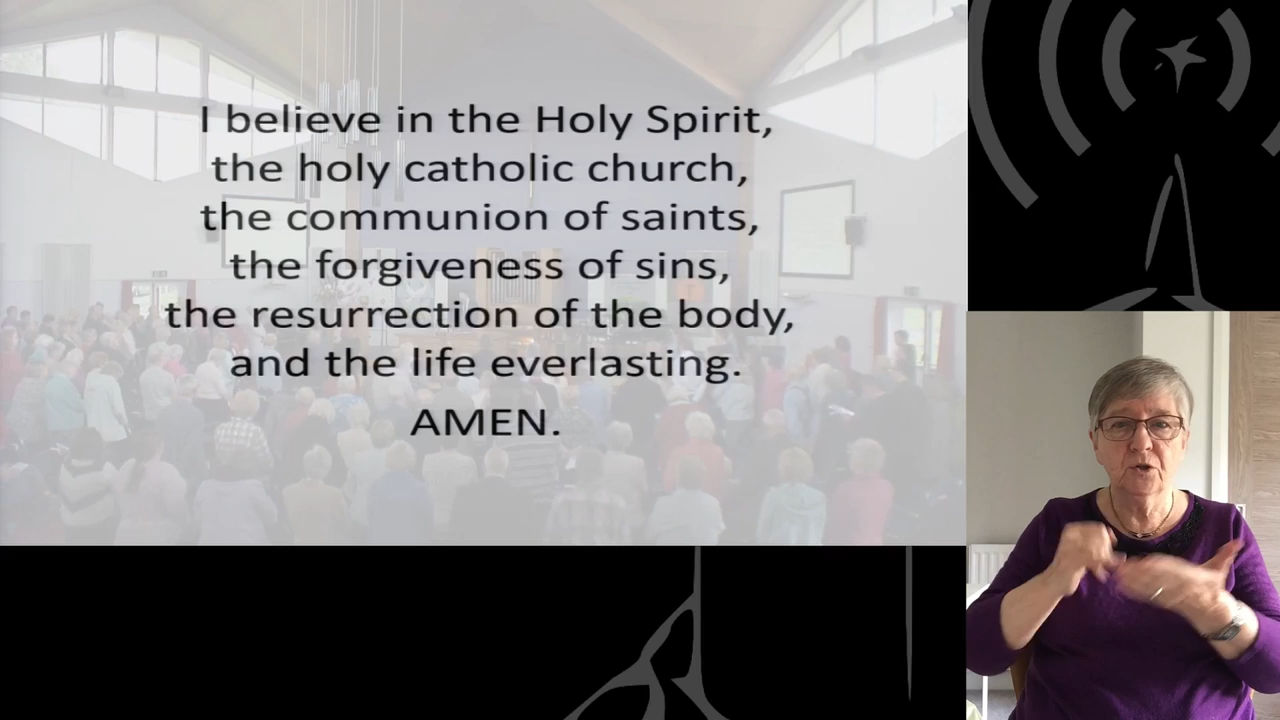 I believe in the Holy Spirit,
the holy catholic church,
the communion of saints,
the forgiveness of sins,
the resurrection of the body,
and the life everlasting.
AMEN.